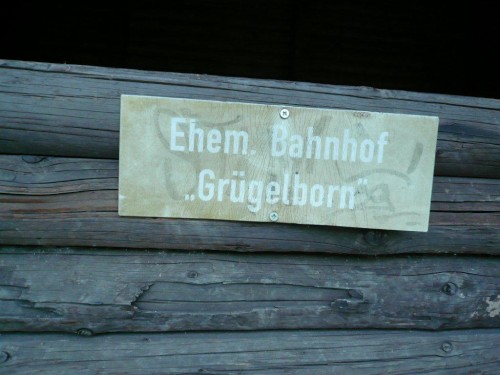 Ehem. Bahnhof
„Grügelborn“